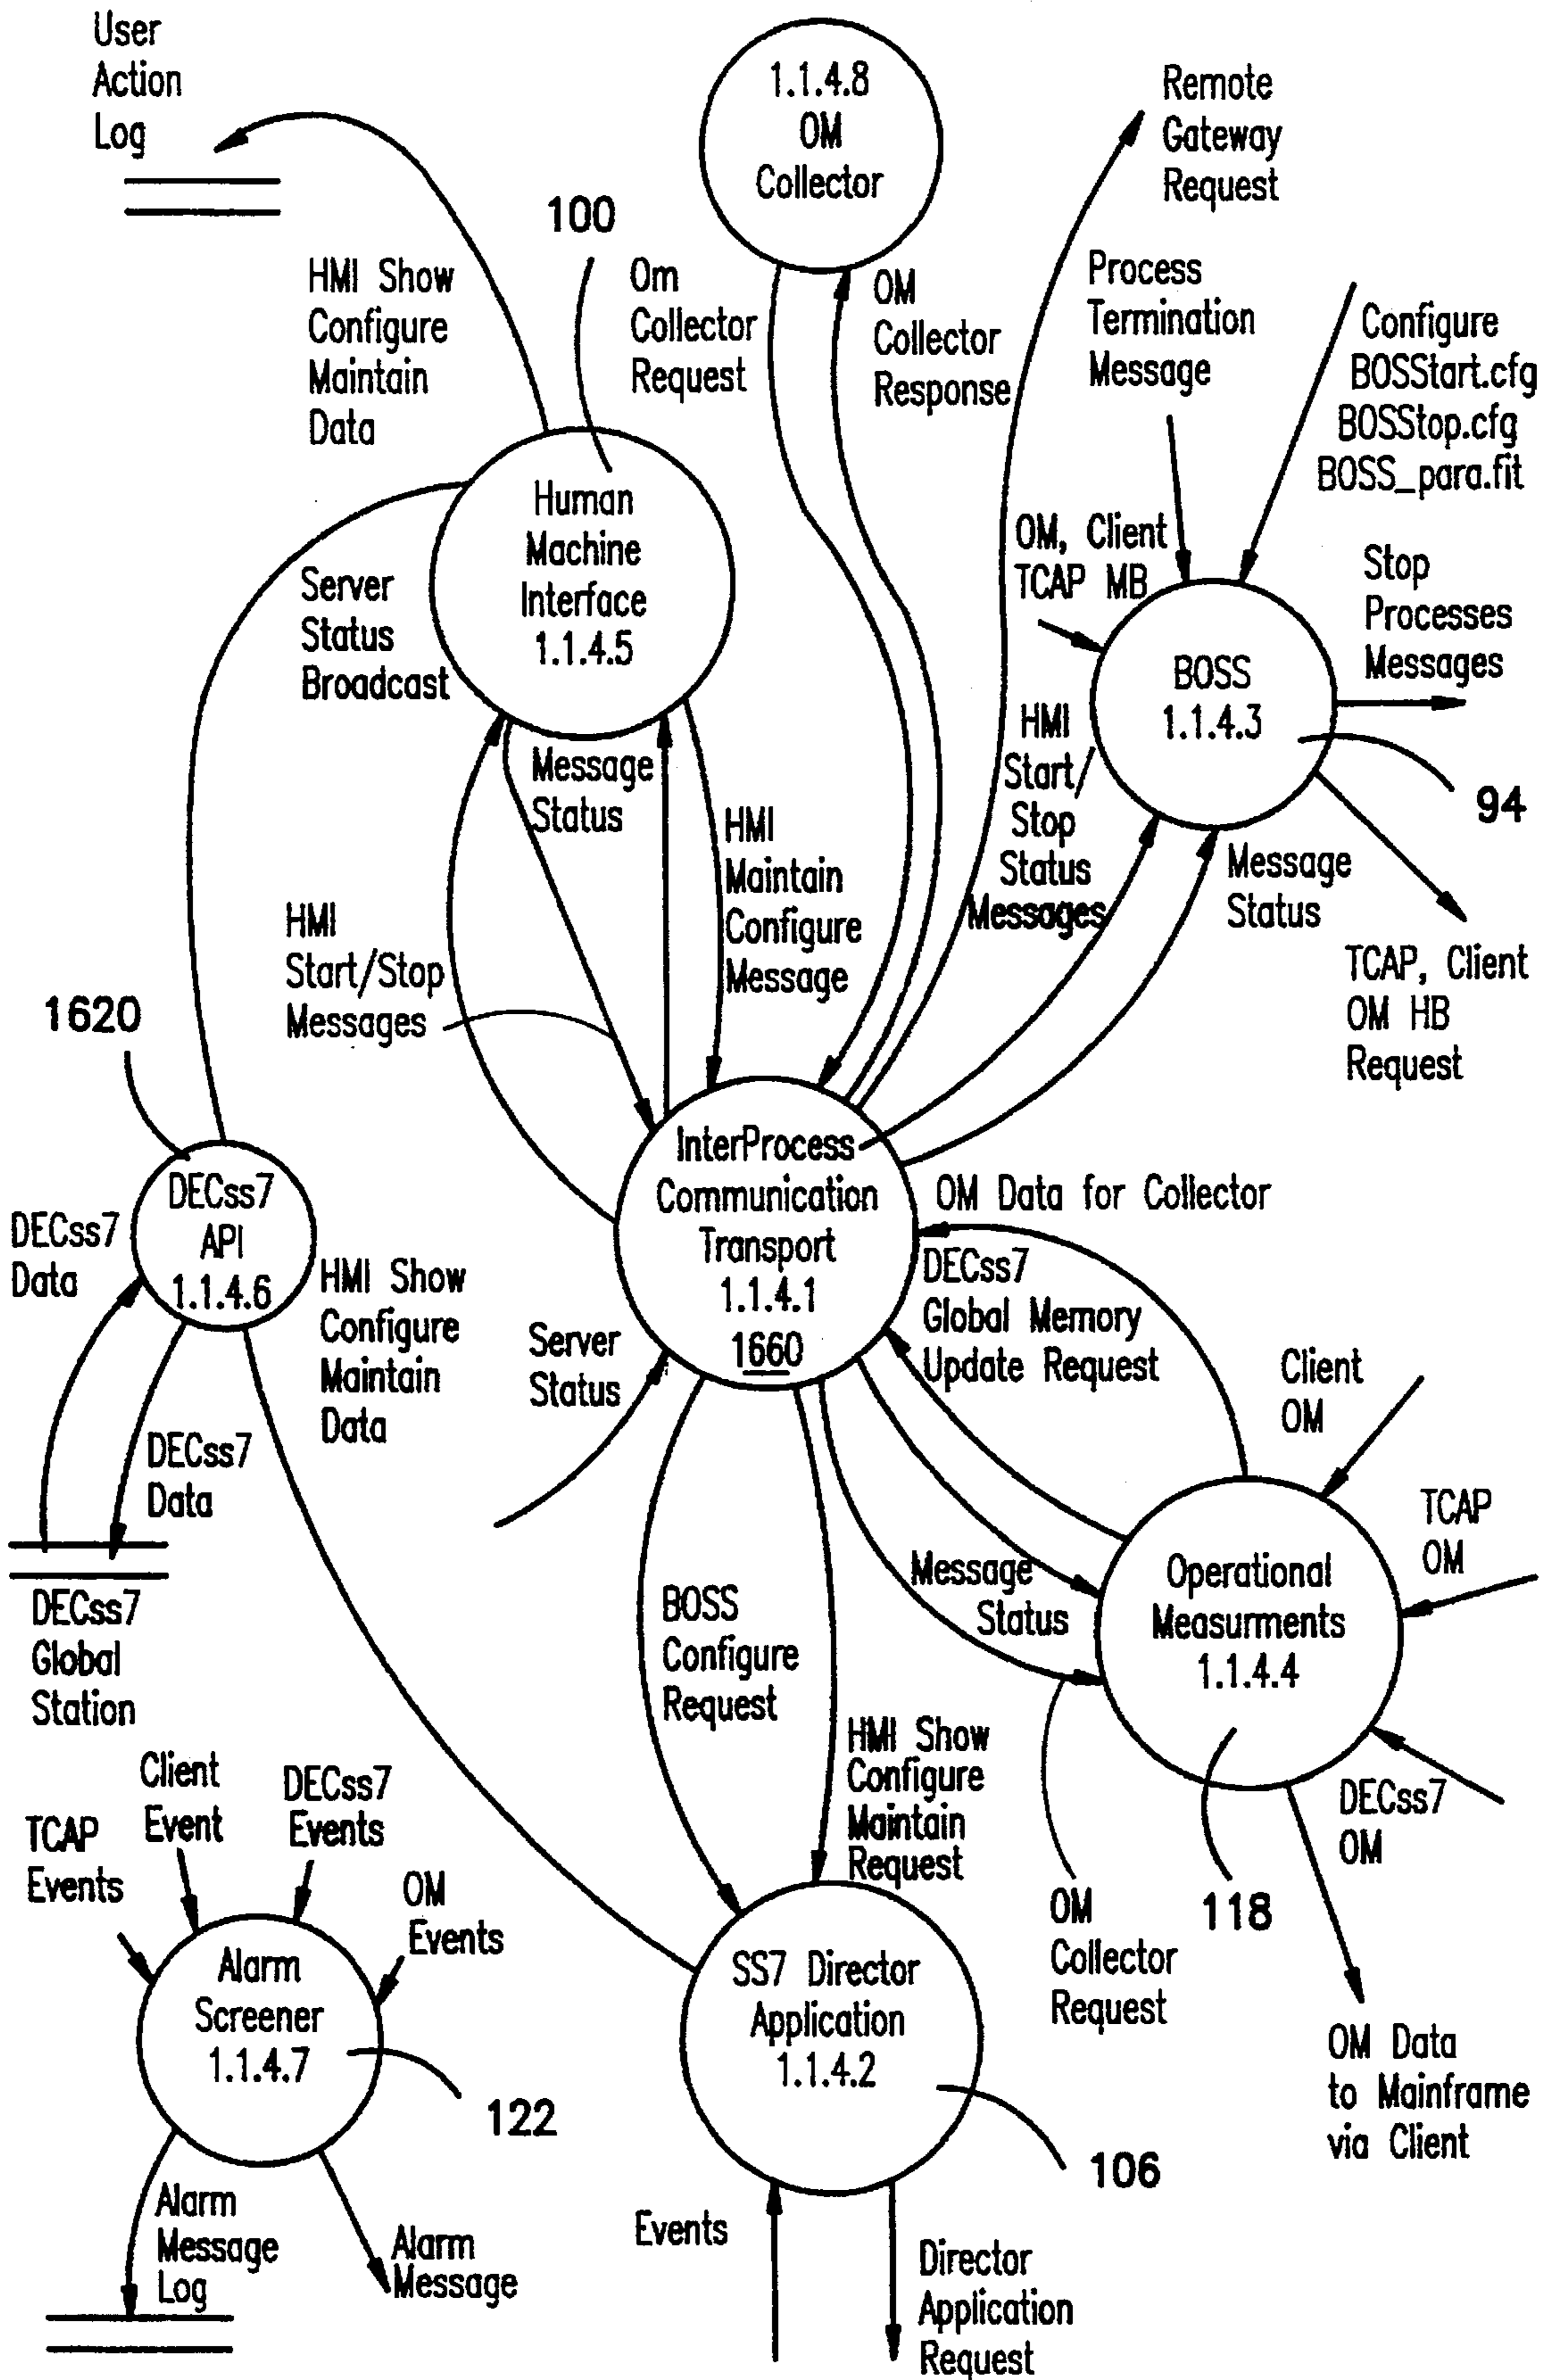 User
Action
Log
1.1.4.8
OM
Collector
Remote
Gateway
Request
100
HMI Show
Configure
Maintain
Data
Om
Collector
Request
OM
Collector
Response
Process
Termination
Message
Configure
BOSStart.cfg
BOSStop.cfg
BOSS_para.fit
Human
Machine
Interface
1.1.4.5
Server
Status
Broadcast
OM, Client
TCAP MB
Stop
Processes
Messages
BOSS
1.1.4.3
94
HMI
Start/
Stop
Status
Messages
Message
Status
Message
Status
HMI
Maintain
Configure
Message
HMI
Start/Stop
Messages
TCAP, Client
OM HB
Request
1620
DECss7
API
1.1.4.6
DECss7
Data
HMI Show
Configure
Maintain
Data
DECss7
Data
DECss7
Global
Station
InterProcess
Communication
Transport
1.1.4.1
1660
OM Data for Collector
DECss7
Global Memory
Update Request
Server
Status
Client
OM
TCAP
OM
Message
Status
Operational
Measurments
1.1.4.4
BOSS
Configure
Request
HMI Show
Configure
Maintain
Request
DECss7
OM
118
OM
Collector
Request
OM Data
to Mainframe
via Client
TCAP
Events
Client
Event
DECss7
Events
OM
Events
Alarm
Screener
1.1.4.7
122
SS7 Director
Application
1.1.4.2
106
Alarm
Message
Log
Alarm
Message
Events
Director
Application
Request